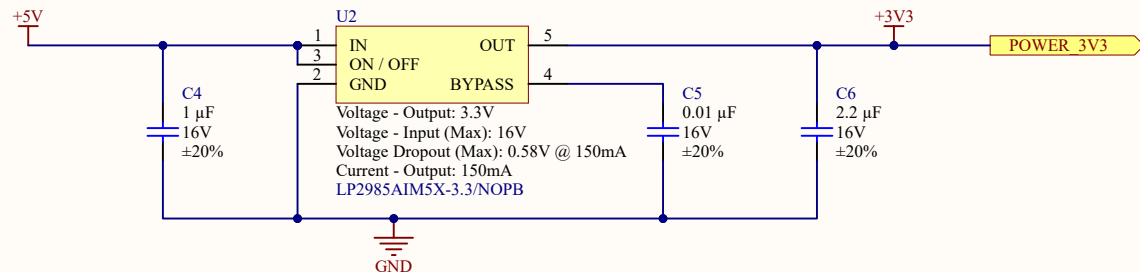 +5V
U2
+3V3
1
IN
OUT
5
POWER_3V3
3
ON / OFF
2
GND
BYPASS
4
C4
1 µF
16V
±20%
Voltage - Output: 3.3V
Voltage - Input (Max): 16V
Voltage Dropout (Max): 0.58V @ 150mA
Current - Output: 150mA
LP2985AIM5X-3.3/NOPB
C5
0.01 µF
16V
±20%
C6
2.2 µF
16V
±20%
GND